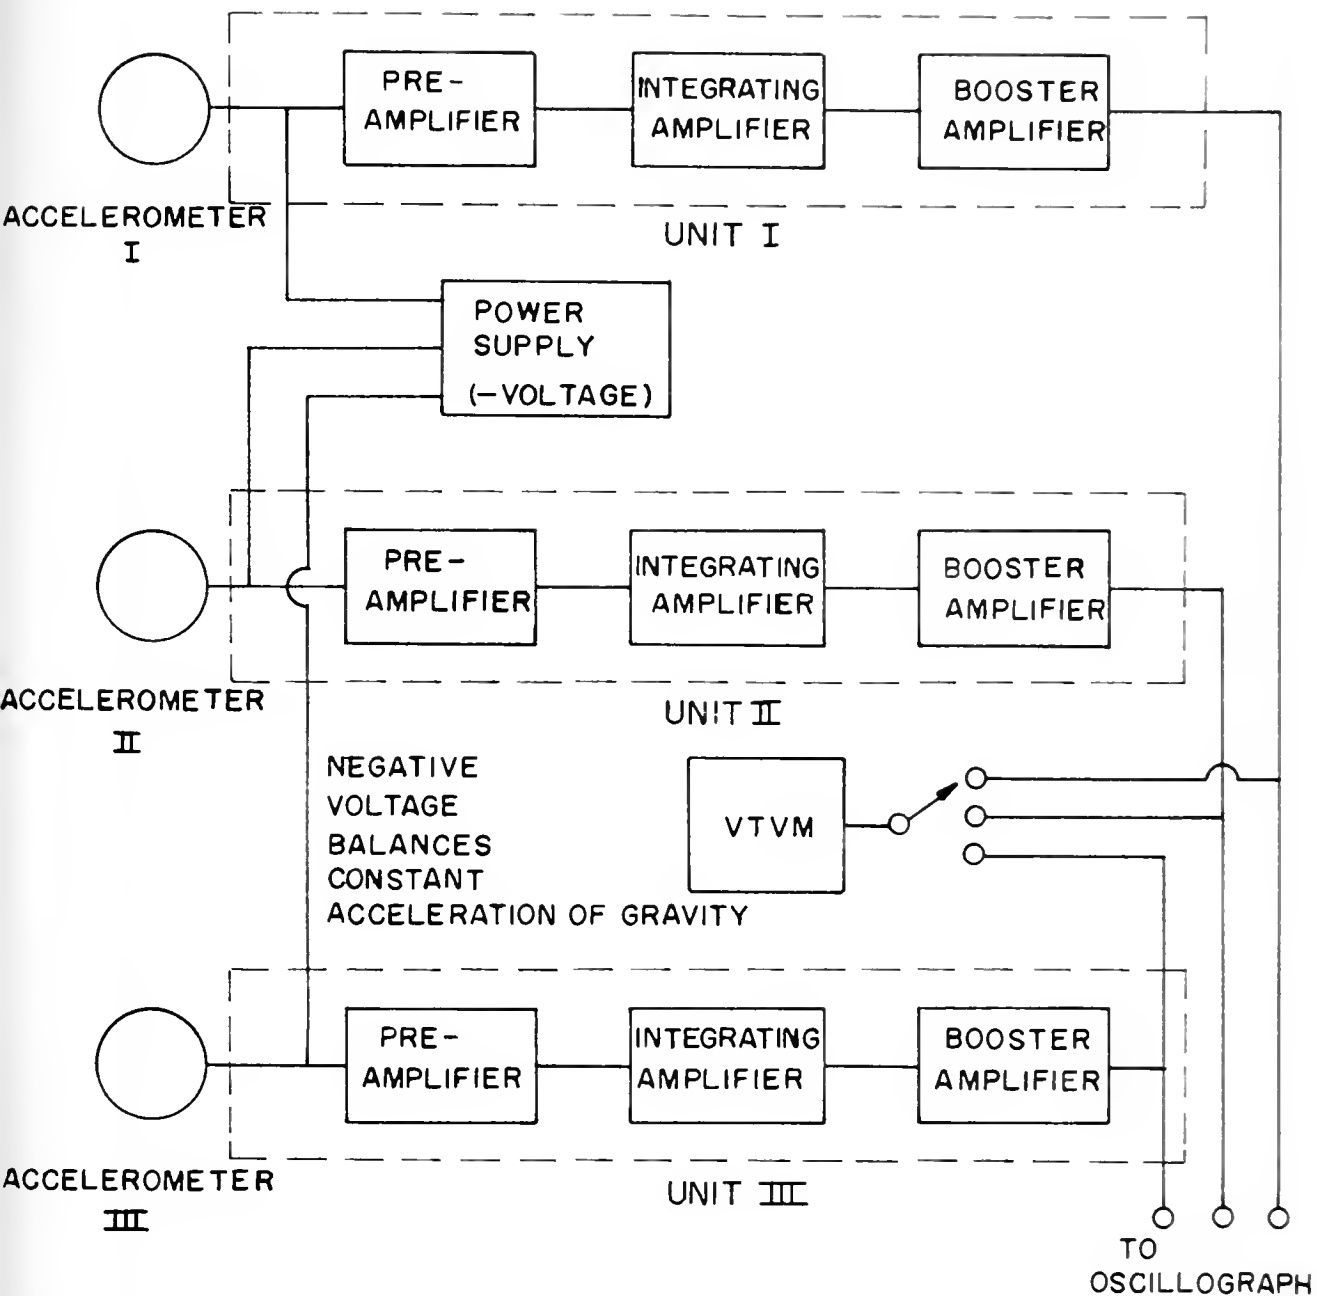 PRE-
AMPLIFIER
INTEGRATING
AMPLIFIER
BOOSTER
AMPLIFIER
ACCELEROMETER
I
UNIT I
POWER
SUPPLY
(-VOLTAGE)
PRE-
AMPLIFIER
INTEGRATING
AMPLIFIER
BOOSTER
AMPLIFIER
ACCELEROMETER
II
UNIT II
NEGATIVE
VOLTAGE
BALANCES
CONSTANT
ACCELERATION OF GRAVITY
VTVM
PRE-
AMPLIFIER
INTEGRATING
AMPLIFIER
BOOSTER
AMPLIFIER
ACCELEROMETER
III
UNIT III
TO
OSCILLOGRAPH